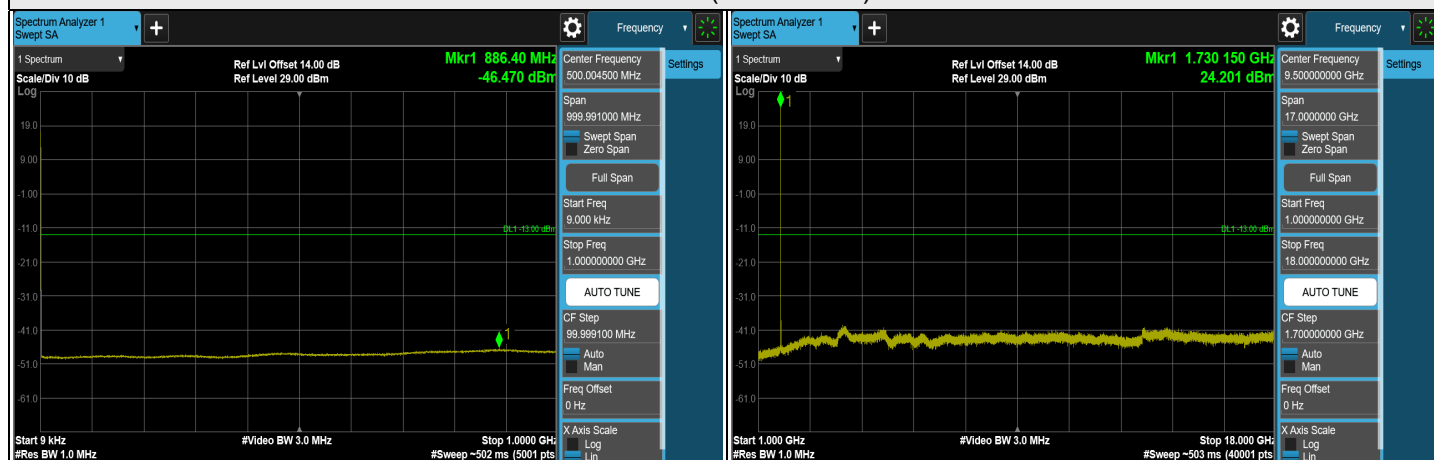 Spectrum Analyzer 1
Swept SA
+
Frequency
1 Spectrum
Scale/Div 10 dB
Log
Ref Lvl Offset 14.00 dB
Ref Level 29.00 dBm
Mkr1 886.40 MHz
-46.470 dBm
19.0
9.00
-1.00
-11.0
-21.0
-31.0
-41.0
-51.0
-61.0
DL1 -13.00 dBm
1
Start 9 kHz
#Res BW 1.0 MHz
#Video BW 3.0 MHz
Stop 1.0000 GHz
#Sweep ~502 ms (5001 pts
Center Frequency
500.004500 MHz
Span
999.991000 MHz
Swept Span
Zero Span
Full Span
Start Freq
9.000 kHz
Stop Freq
1.000000000 GHz
AUTO TUNE
CF Step
99.999100 MHz
Auto
Man
Freq Offset
0 Hz
X Axis Scale
Log
Lin
Settings
Spectrum Analyzer 1
Swept SA
+
Frequency
1 Spectrum
Scale/Div 10 dB
Log
Ref Lvl Offset 14.00 dB
Ref Level 29.00 dBm
Mkr1 1.730 150 GHz
24.201 dBm
1
19.0
9.00
-1.00
-11.0
-21.0
-31.0
-41.0
-51.0
-61.0
DL1 -13.00 dBm
Start 1.000 GHz
#Res BW 1.0 MHz
#Video BW 3.0 MHz
Stop 18.000 GHz
#Sweep ~503 ms (40001 pts
Center Frequency
9.500000000 GHz
Span
17.0000000 GHz
Swept Span
Zero Span
Full Span
Start Freq
1.000000000 GHz
Stop Freq
18.000000000 GHz
AUTO TUNE
CF Step
1.700000000 GHz
Auto
Man
Freq Offset
0 Hz
X Axis Scale
Log
Lin
Settings